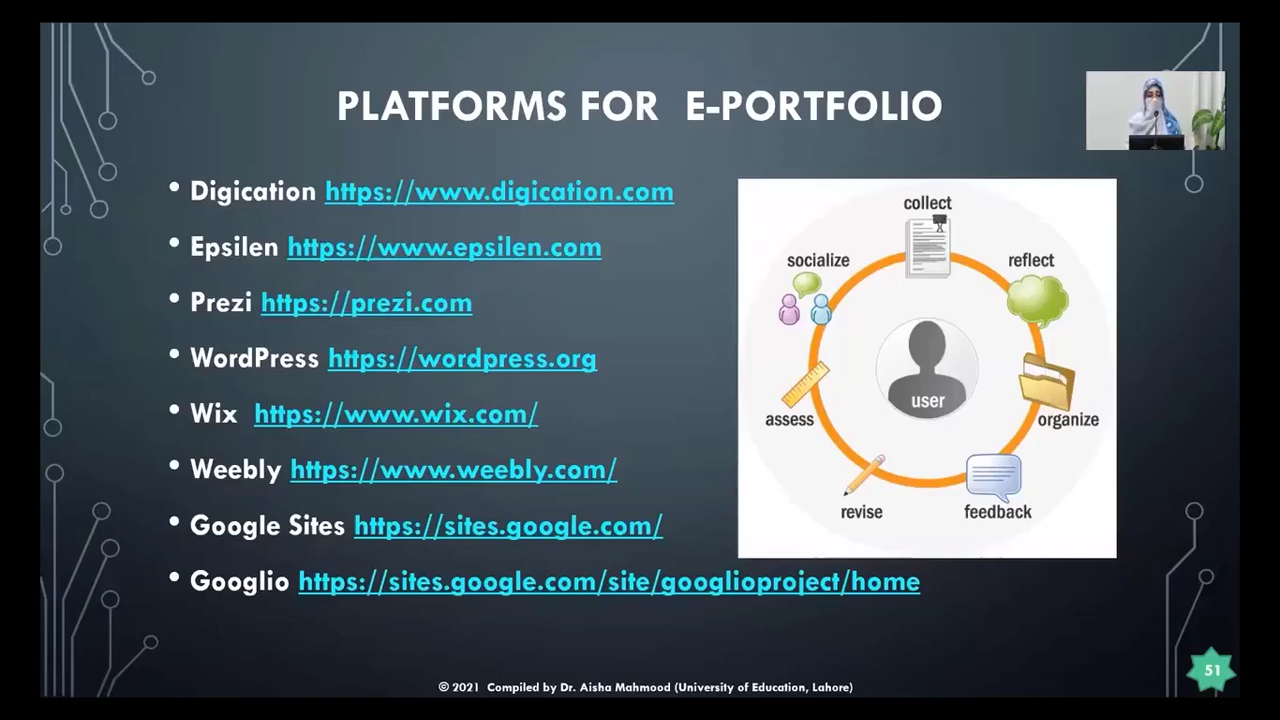 PLATFORMS FOR E-PORTFOLIO
• Digication https://www.digication.com
• Epsilen https://www.epsilen.com
• Prezi https://prezi.com
• WordPress https://wordpress.org
• Wix https://www.wix.com/
• Weebly https://www.weebly.com/
• Google Sites https://sites.google.com/
• Googlio https://sites.google.com/site/googlioproject/home
collect
socialize
reflect
user
assess
organize
revise
feedback
51
© 2021 Compiled by Dr. Aisha Mahmood (University of Education, Lahore)